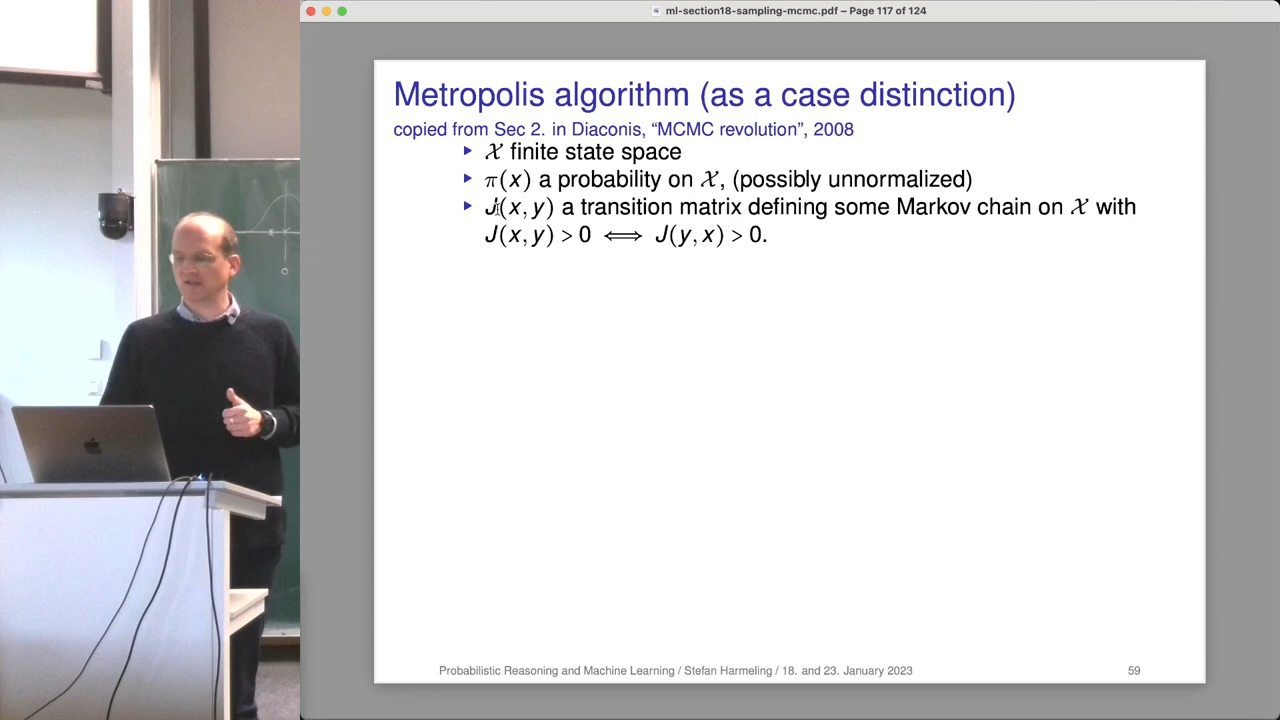 ml-section18-sampling-mcmc.pdf – Page 117 of 124
Metropolis algorithm (as a case distinction)
copied from Sec 2. in Diaconis, “MCMC revolution”, 2008
𝒳 finite state space
π(x) a probability on 𝒳, (possibly unnormalized)
J(x, y) a transition matrix defining some Markov chain on 𝒳 with
J(x, y) > 0 ⟺ J(y, x) > 0.
Probabilistic Reasoning and Machine Learning / Stefan Harmeling / 18. and 23. January 2023
59